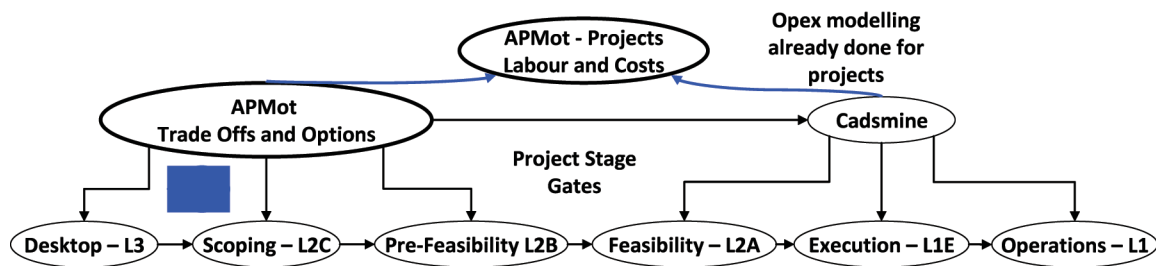 APMot - Projects
Labour and Costs
Opex modelling
already done for
projects
APMot
Trade Offs and Options
Cadsmine
Project Stage
Gates
Desktop – L3
Scoping – L2C
Pre-Feasibility L2B
Feasibility – L2A
Execution – L1E
Operations – L1